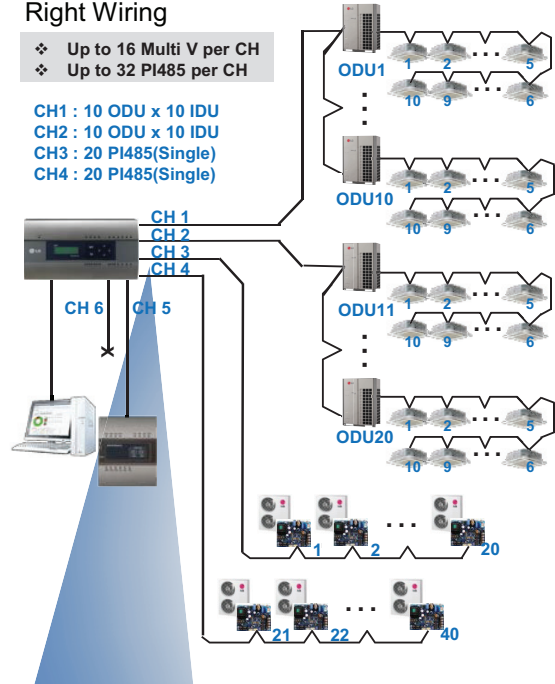 Right Wiring
❖ Up to 16 Multi V per CH
❖ Up to 32 PI485 per CH
CH1 : 10 ODU x 10 IDU
CH2 : 10 ODU x 10 IDU
CH3 : 20 PI485(Single)
CH4 : 20 PI485(Single)
ODU1
1 2 5
10 9 6
ODU10
1 2 5
10 9 6
CH 1
CH 2
CH 3
CH 4
LG
CH 6
CH 5
ODU11
1 2 5
10 9 6
ODU20
1 2 5
10 9 6
1 2 20
21 22 40